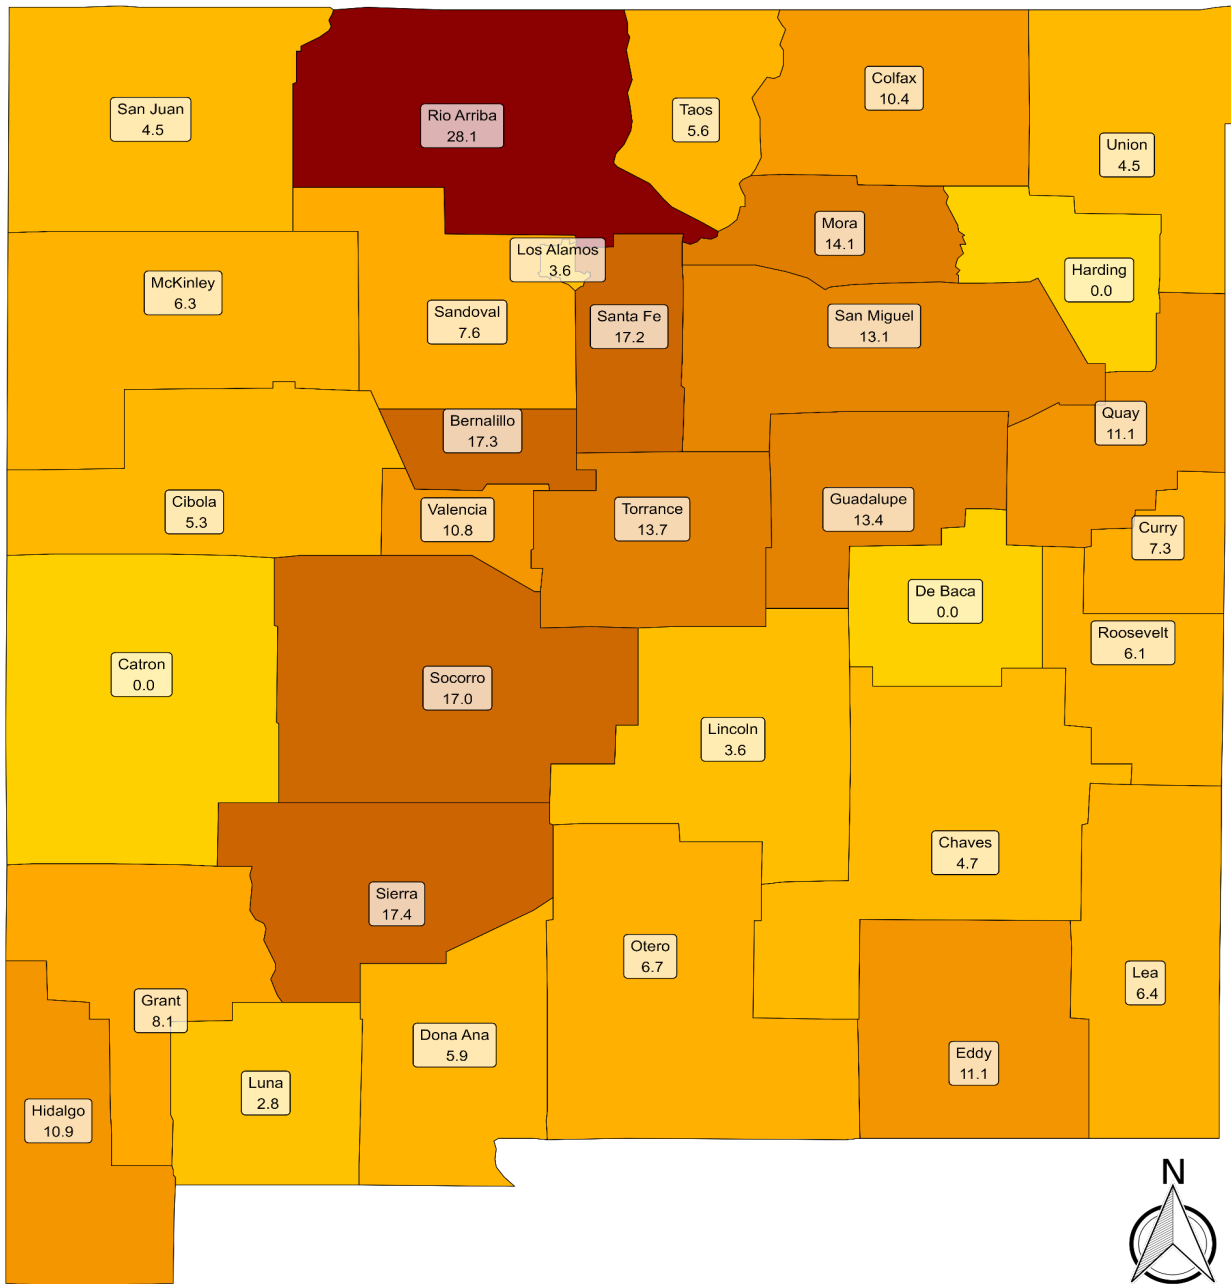 San Juan
4.5
Rio Arriba
28.1
Taos
5.6
Colfax
10.4
Union
4.5
Mora
14.1
Los Alamos
3.6
Harding
0.0
McKinley
6.3
Sandoval
7.6
Santa Fe
17.2
San Miguel
13.1
Bernalillo
17.3
Quay
11.1
Cibola
5.3
Valencia
10.8
Torrance
13.7
Guadalupe
13.4
Curry
7.3
De Baca
0.0
Roosevelt
6.1
Catron
0.0
Socorro
17.0
Lincoln
3.6
Chaves
4.7
Sierra
17.4
Otero
6.7
Lea
6.4
Grant
8.1
Dona Ana
5.9
Eddy
11.1
Luna
2.8
Hidalgo
10.9
N